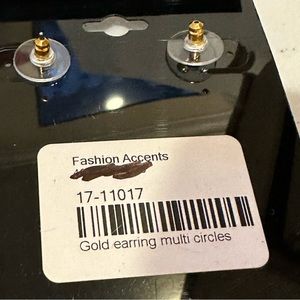 Fashion Accents
17-11017
Gold earring multi circles